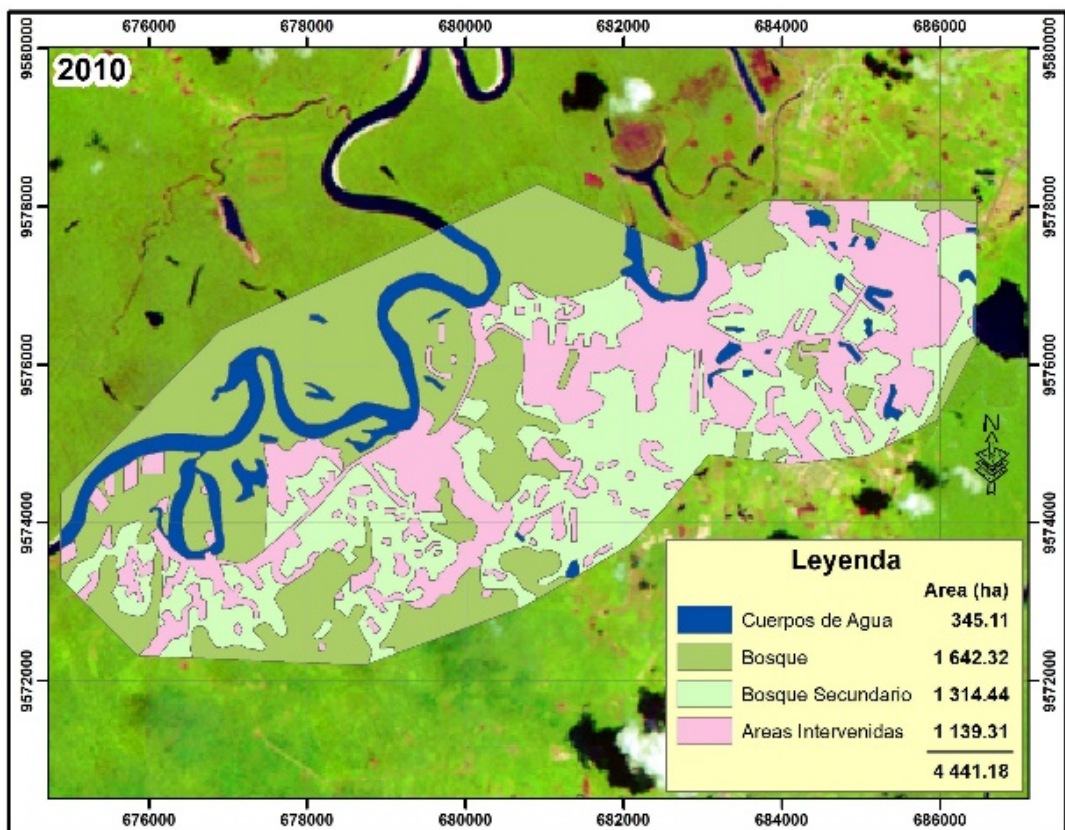 676000 678000 680000 682000 684000 686000
9580000 9580000
2010
9578000 9578000
9576000 9576000
N
9574000 9574000
Leyenda
Area (ha)
Cuerpos de Agua 345.11
Bosque 1 642.32
Bosque Secundario 1 314.44
Areas Intervenidas 1 139.31
4 441.18
9572000 9572000
676000 678000 680000 682000 684000 686000